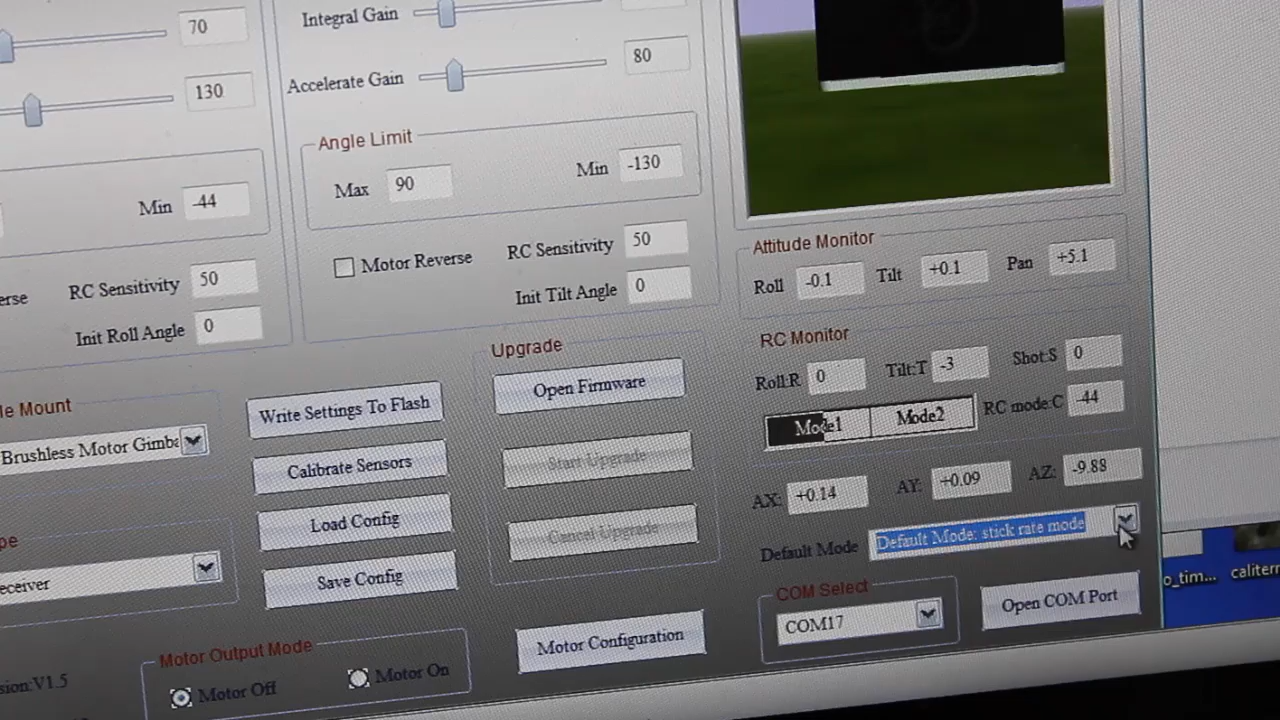 70
130
Min -44
erse RC Sensitivity 50
Init Roll Angle 0
Integral Gain
Accelerate Gain 80
Angle Limit
Max 90 Min -130
Motor Reverse RC Sensitivity 50
Init Tilt Angle 0
Attitude Monitor
Roll -0.1 Tilt +0.1 Pan +5.1
RC Monitor
Roll:R 0 Tilt:T -3 Shot:S 0
Mode1 Mode2 RC mode:C -44
AX: +0.14 AY: +0.09 AZ: -9.88
Default Mode Default Mode: stick rate mode
COM Select
COM17
Open COM Port
Upgrade
Open Firmware
Start Upgrade
Cancel Upgrade
Motor Configuration
Write Settings To Flash
Calibrate Sensors
Load Config
Save Config
le Mount
Brushless Motor Gimba
pe
eceiver
Motor Output Mode
Motor Off Motor On
sion:V1.5
o_tim... caliterr